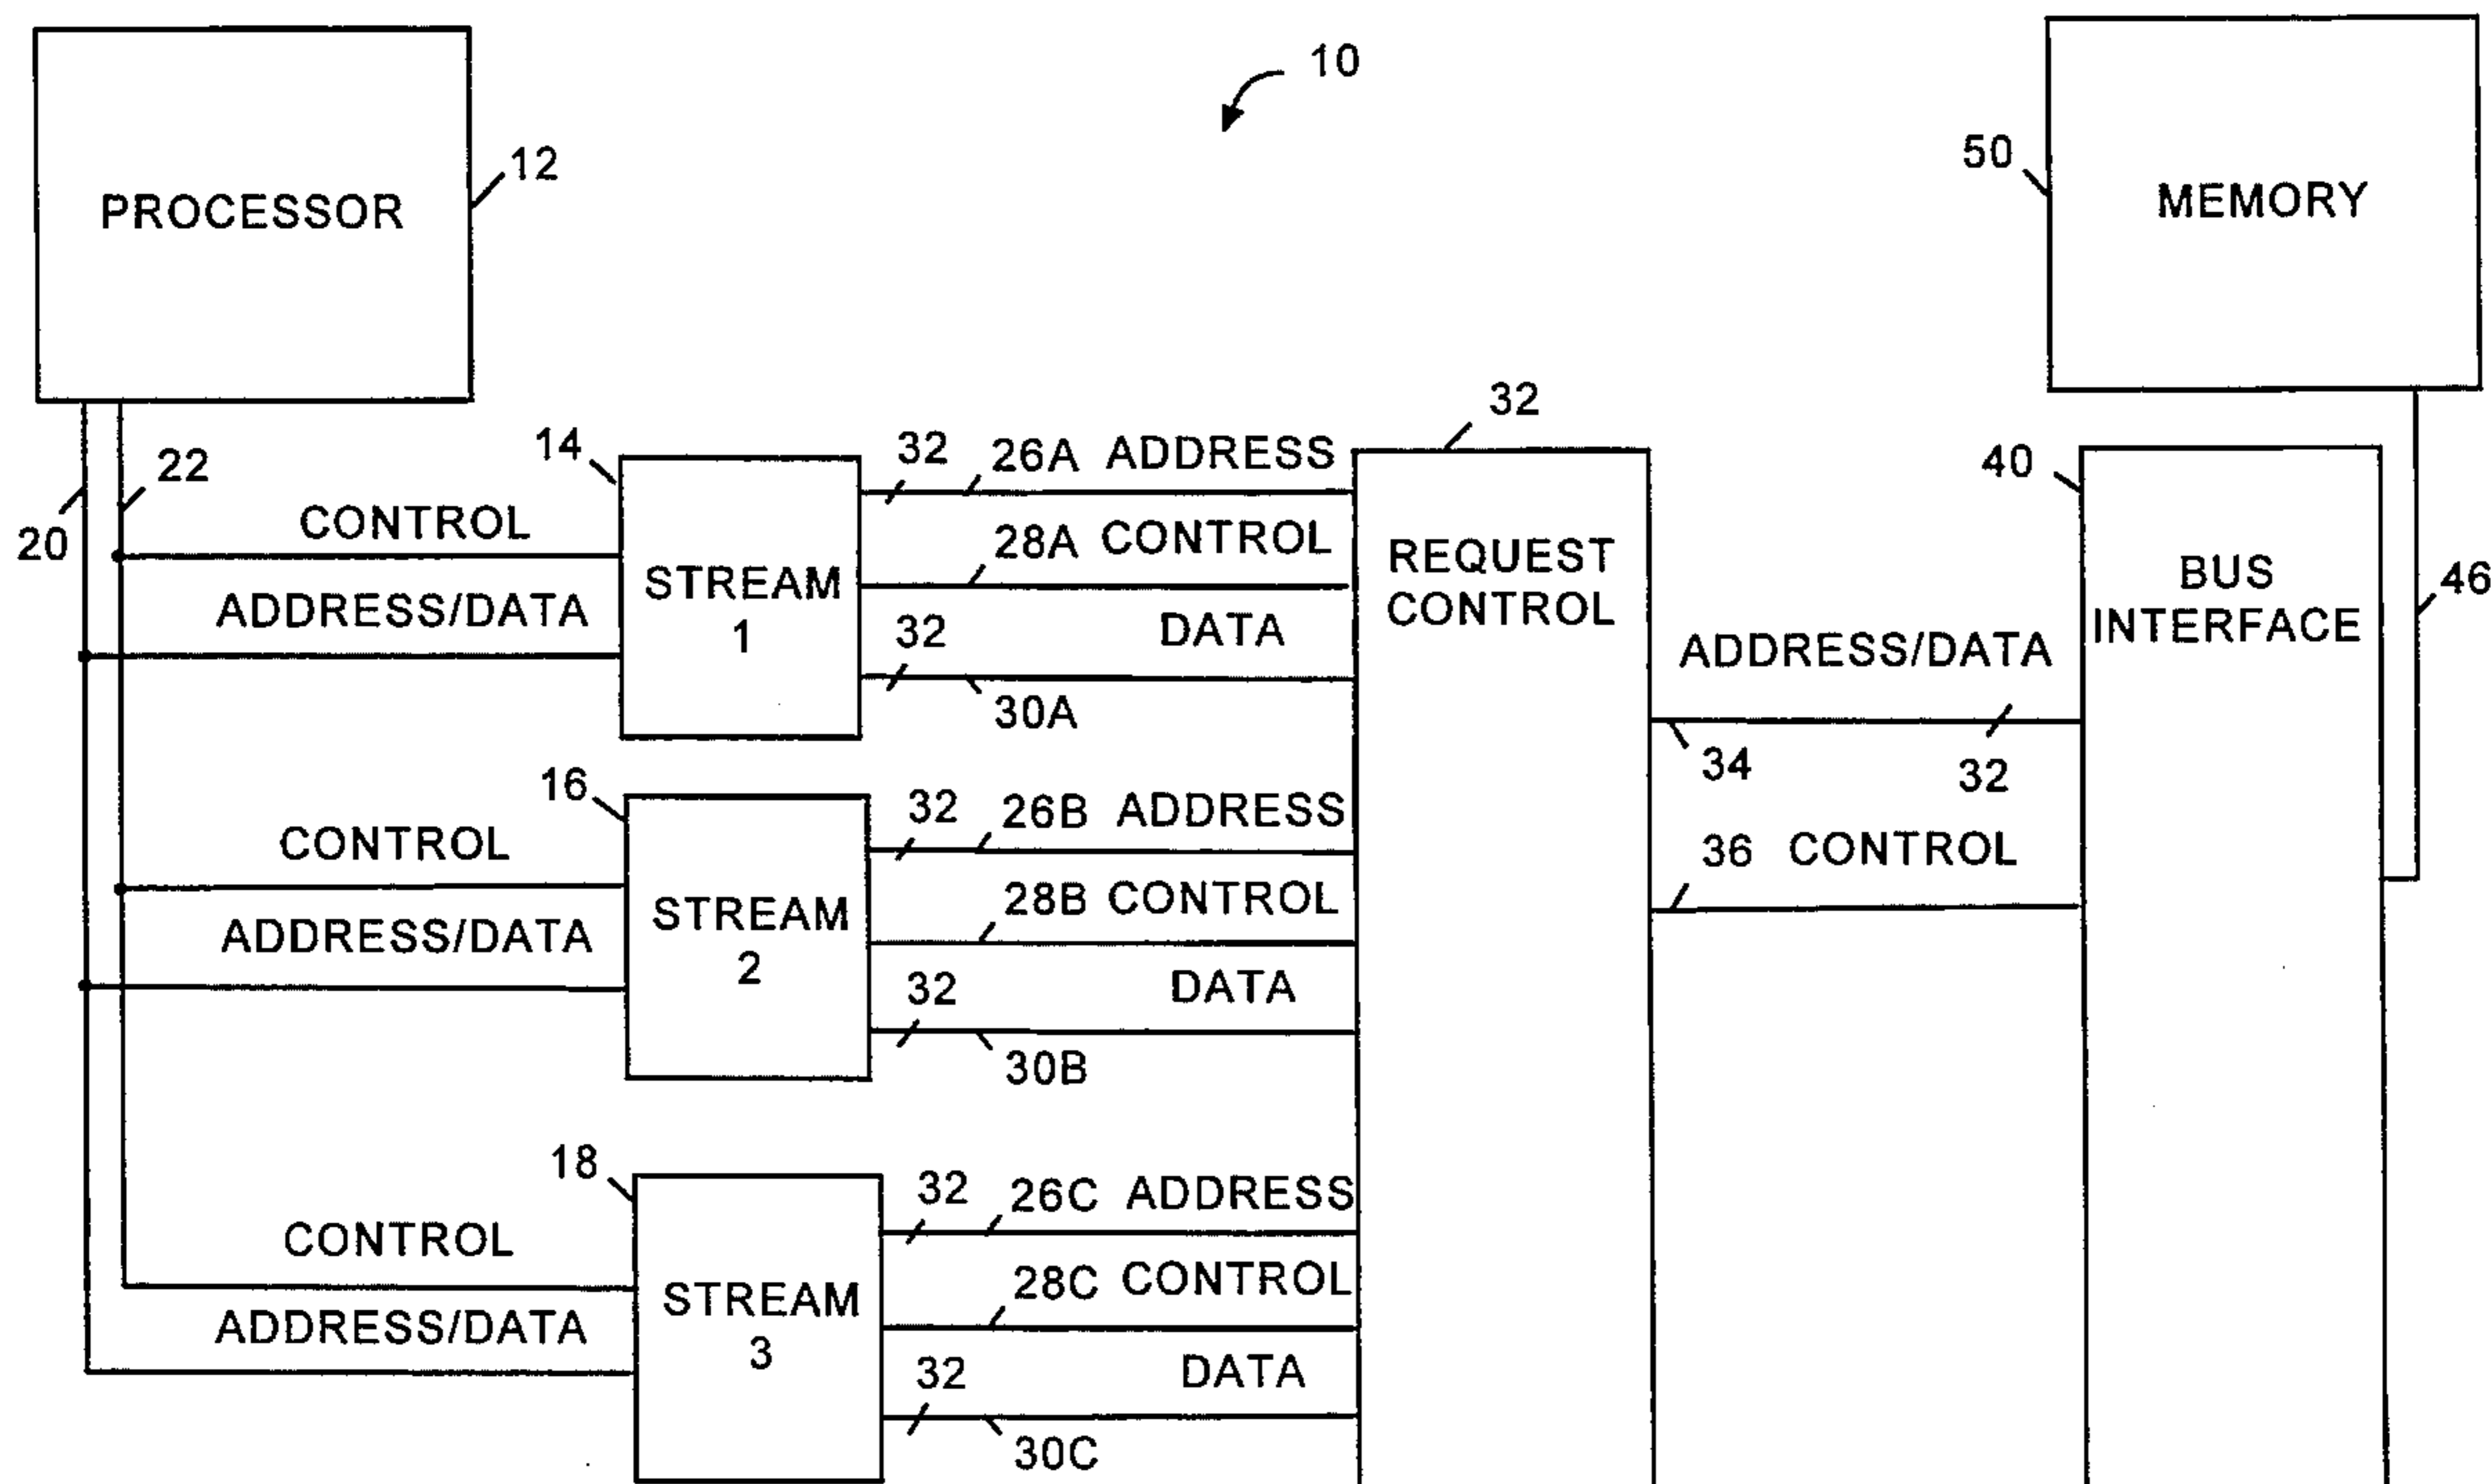 10
PROCESSOR
12
50
MEMORY
20
22
14
CONTROL
ADDRESS/DATA
STREAM
1
32
26A ADDRESS
28A CONTROL
32
DATA
30A
32
REQUEST
CONTROL
ADDRESS/DATA
34
32
36 CONTROL
40
BUS
INTERFACE
46
16
CONTROL
ADDRESS/DATA
STREAM
2
32
26B ADDRESS
28B CONTROL
32
DATA
30B
18
CONTROL
ADDRESS/DATA
STREAM
3
32
26C ADDRESS
28C CONTROL
32
DATA
30C